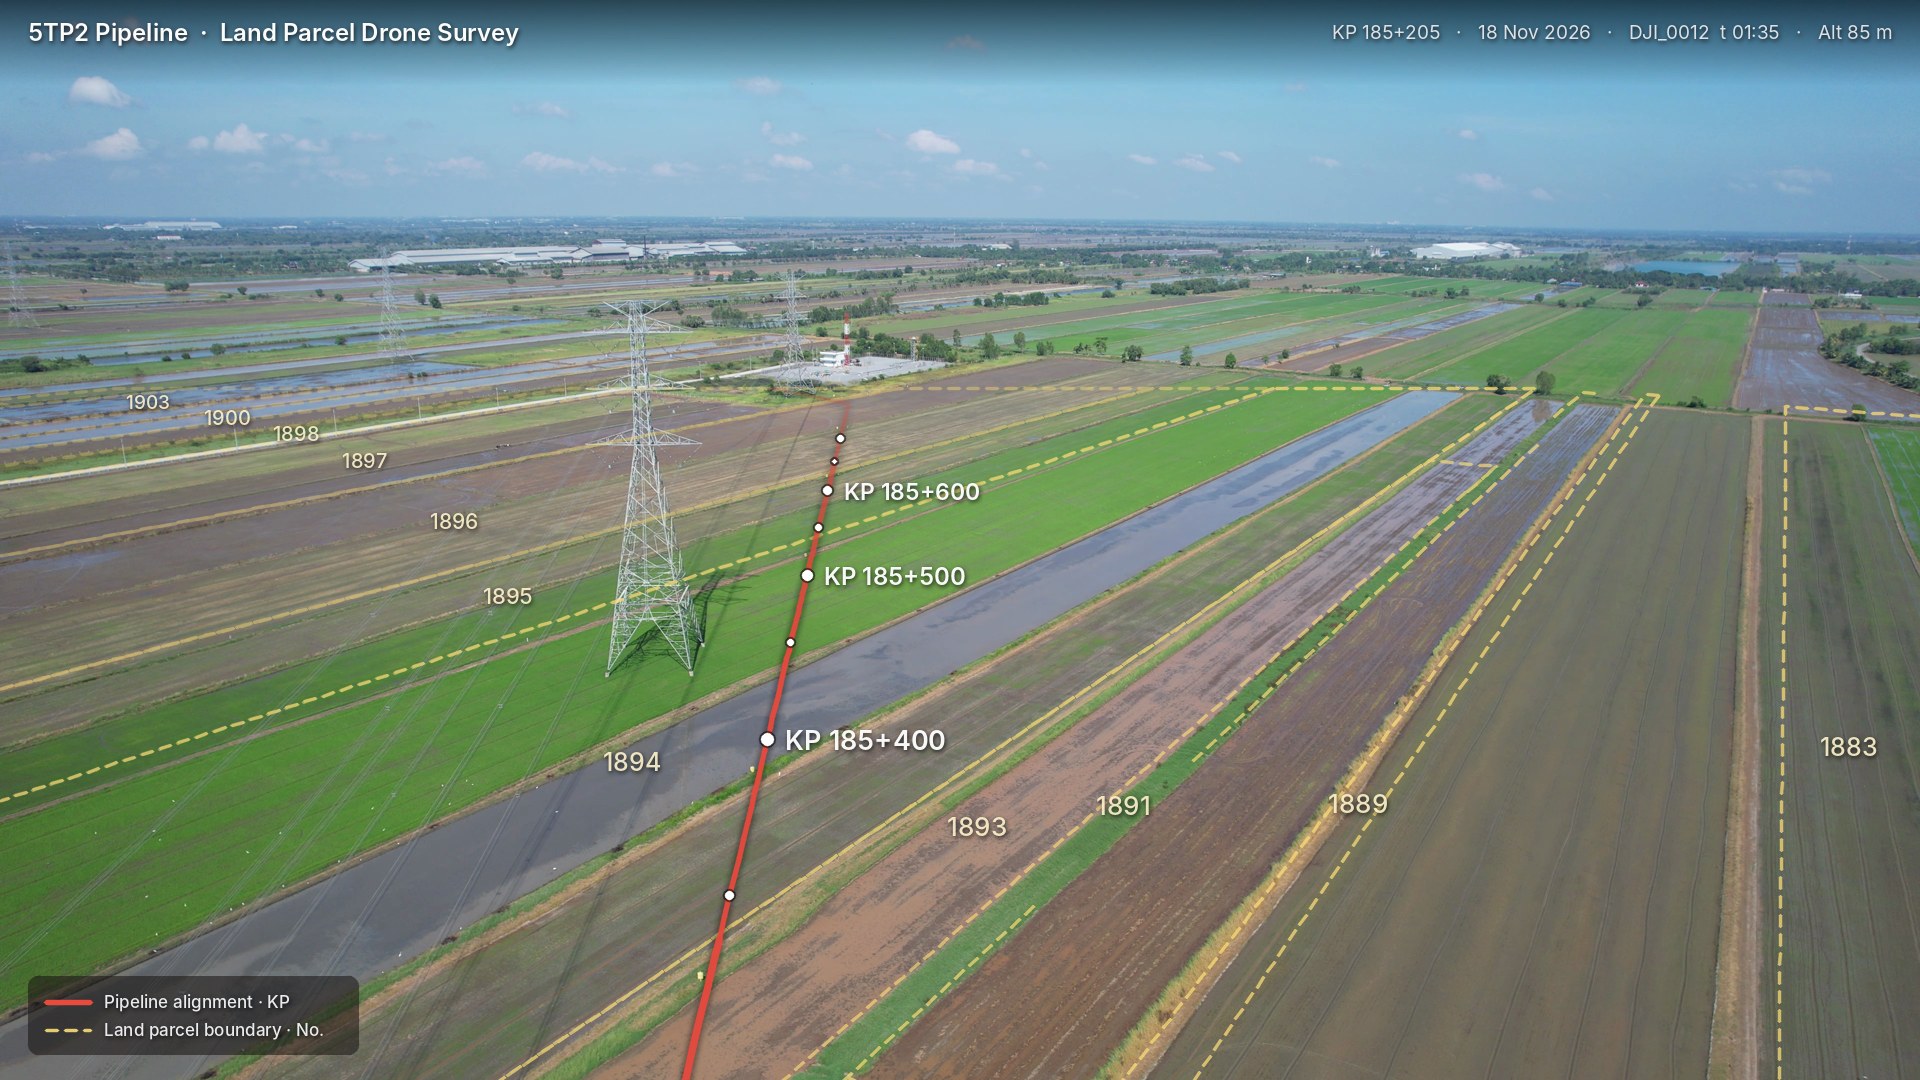 5TP2 Pipeline · Land Parcel Drone Survey
KP 185+205 · 18 Nov 2026 · DJI_0012 t 01:35 · Alt 85 m
1903
1900
1898
1897
1896
KP 185+600
KP 185+500
1895
KP 185+400
1894
1883
1889
1891
1893
Pipeline alignment · KP
Land parcel boundary · No.